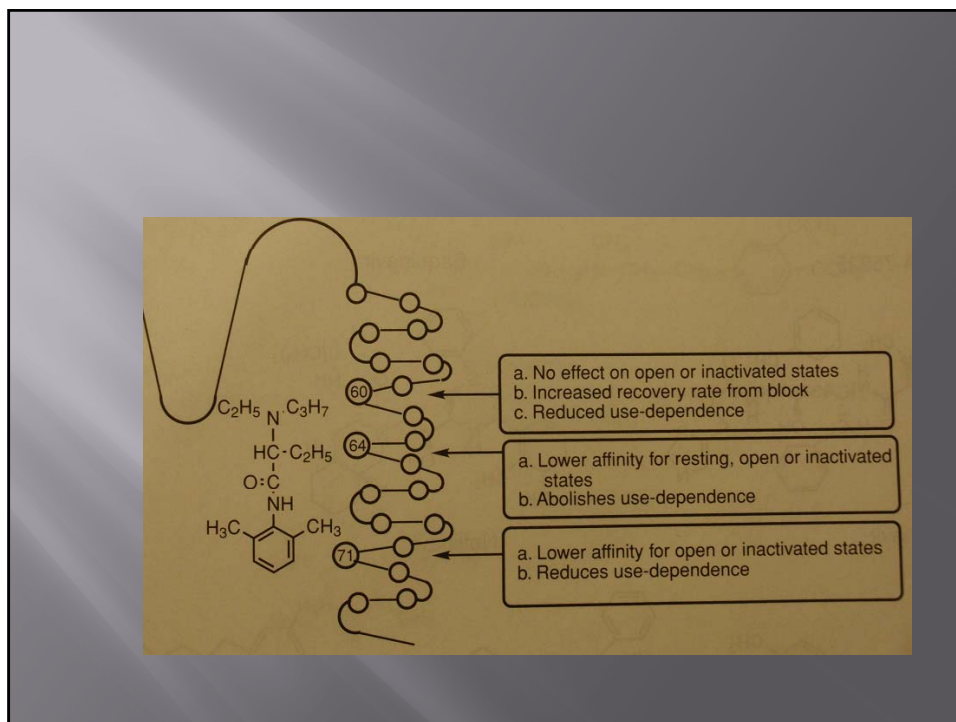 60
a. No effect on open or inactivated states
b. Increased recovery rate from block
c. Reduced use-dependence
C₂H₅ C₃H₇
N
HC-C₂H₅
O:C
NH
H₃C CH₃
64
a. Lower affinity for resting, open or inactivated
states
b. Abolishes use-dependence
71
a. Lower affinity for open or inactivated states
b. Reduces use-dependence